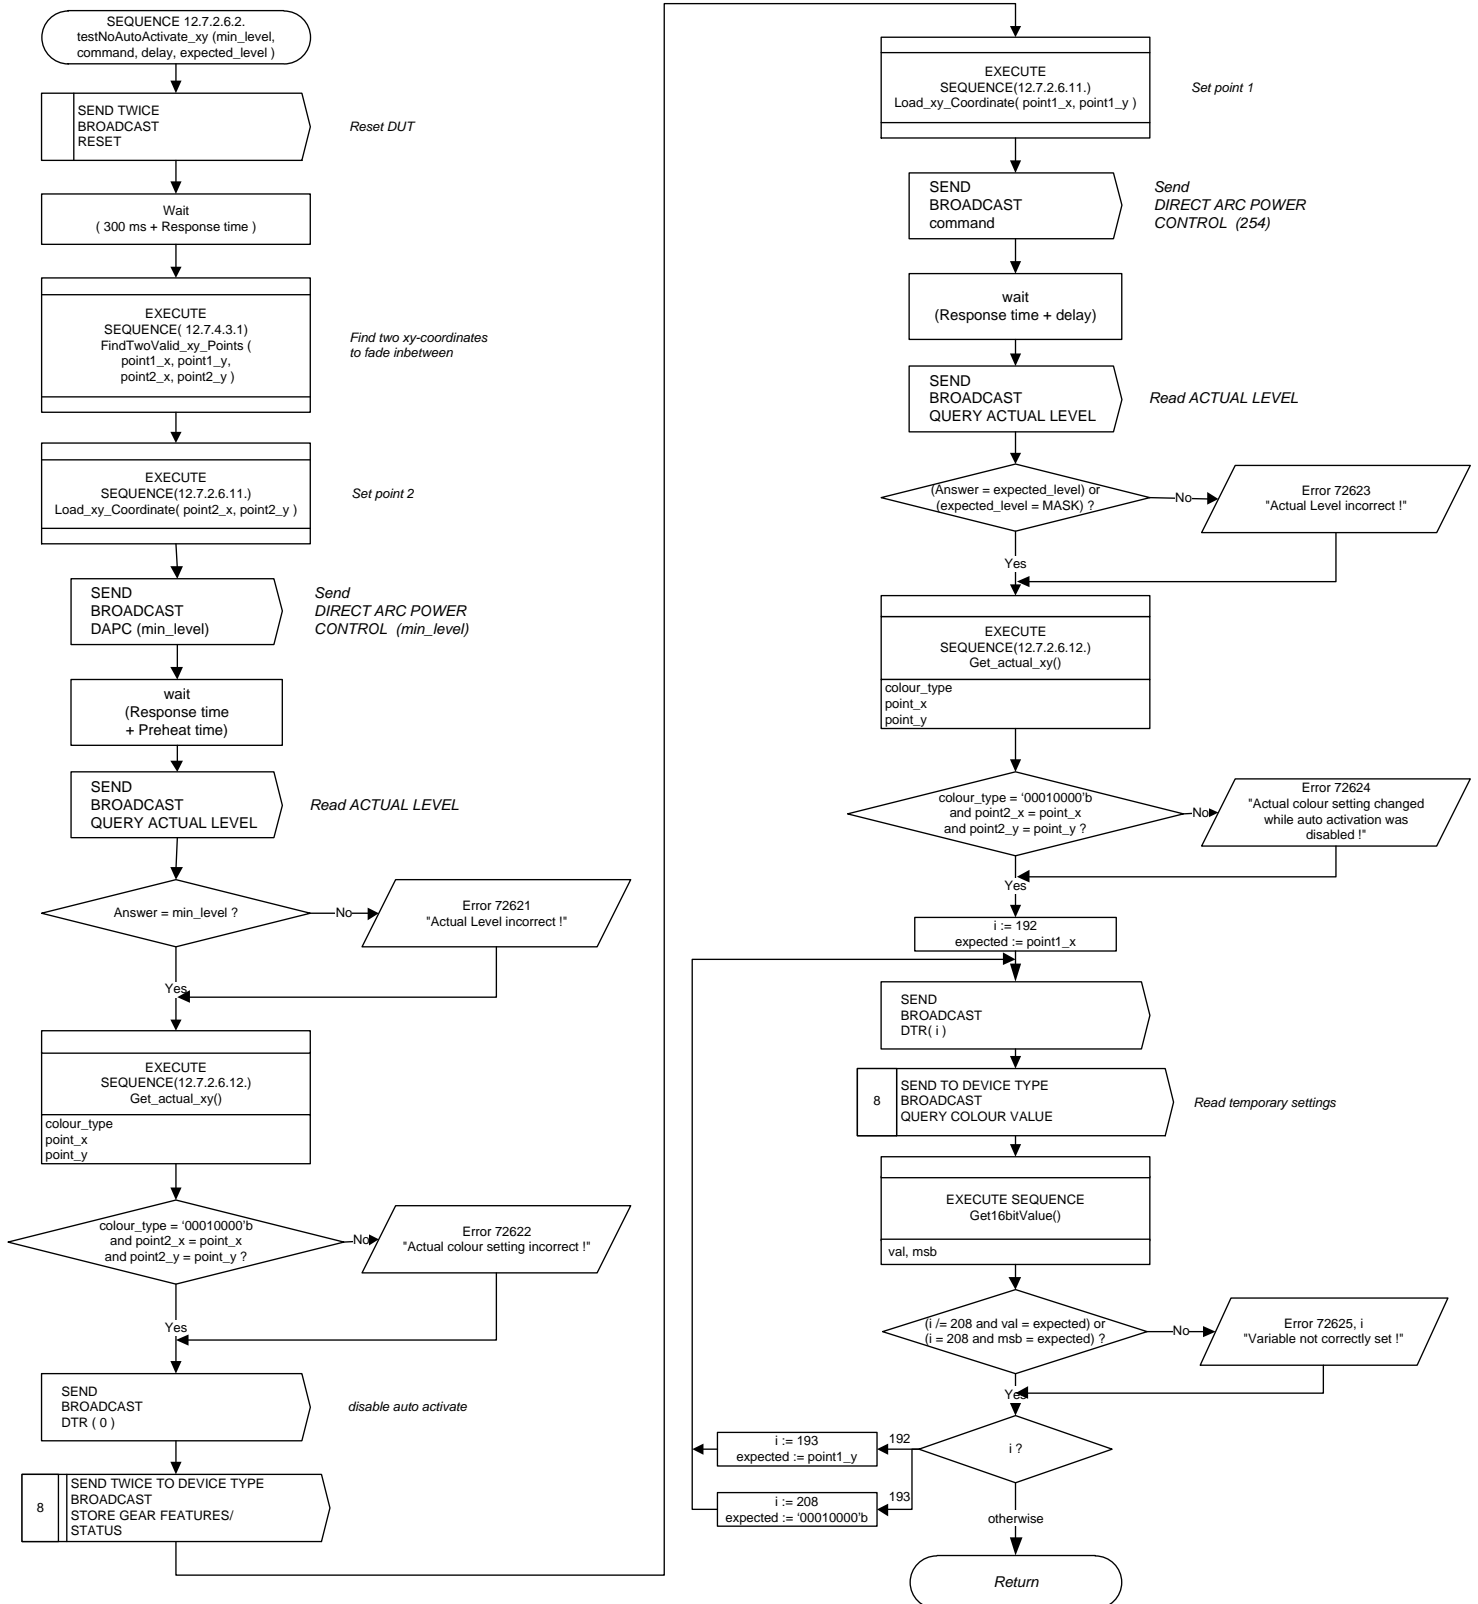 SEQUENCE 12.7.2.6.2.
testNoAutoActivate_xy (min_level,
command, delay, expected_level )
SEND TWICE
BROADCAST
RESET
Reset DUT
Wait
( 300 ms + Response time )
EXECUTE
SEQUENCE( 12.7.4.3.1)
FindTwoValid_xy_Points (
point1_x, point1_y,
point2_x, point2_y )
Find two xy-coordinates
to fade inbetween
EXECUTE
SEQUENCE(12.7.2.6.11.)
Load_xy_Coordinate( point2_x, point2_y )
Set point 2
SEND
BROADCAST
DAPC (min_level)
Send
DIRECT ARC POWER
CONTROL (min_level)
wait
(Response time
+ Preheat time)
SEND
BROADCAST
QUERY ACTUAL LEVEL
Read ACTUAL LEVEL
Answer = min_level ?
No
Error 72621
"Actual Level incorrect !"
Yes
EXECUTE
SEQUENCE(12.7.2.6.12.)
Get_actual_xy()
colour_type
point_x
point_y
colour_type = '00010000'b
and point2_x = point_x
and point2_y = point_y ?
No
Error 72622
"Actual colour setting incorrect !"
Yes
SEND
BROADCAST
DTR ( 0 )
disable auto activate
8
SEND TWICE TO DEVICE TYPE
BROADCAST
STORE GEAR FEATURES/
STATUS
EXECUTE
SEQUENCE(12.7.2.6.11.)
Load_xy_Coordinate( point1_x, point1_y )
Set point 1
SEND
BROADCAST
command
Send
DIRECT ARC POWER
CONTROL (254)
wait
(Response time + delay)
SEND
BROADCAST
QUERY ACTUAL LEVEL
Read ACTUAL LEVEL
(Answer = expected_level) or
(expected_level = MASK) ?
No
Error 72623
"Actual Level incorrect !"
Yes
EXECUTE
SEQUENCE(12.7.2.6.12.)
Get_actual_xy()
colour_type
point_x
point_y
colour_type = '00010000'b
and point2_x = point_x
and point2_y = point_y ?
No
Error 72624
"Actual colour setting changed
while auto activation was
disabled !"
Yes
i := 192
expected := point1_x
SEND
BROADCAST
DTR( i )
8
SEND TO DEVICE TYPE
BROADCAST
QUERY COLOUR VALUE
Read temporary settings
EXECUTE SEQUENCE
Get16bitValue()
val, msb
(i /= 208 and val = expected) or
(i = 208 and msb = expected) ?
No
Error 72625, i
"Variable not correctly set !"
Yes
i ?
192
i := 193
expected := point1_y
193
i := 208
expected := '00010000'b
otherwise
Return